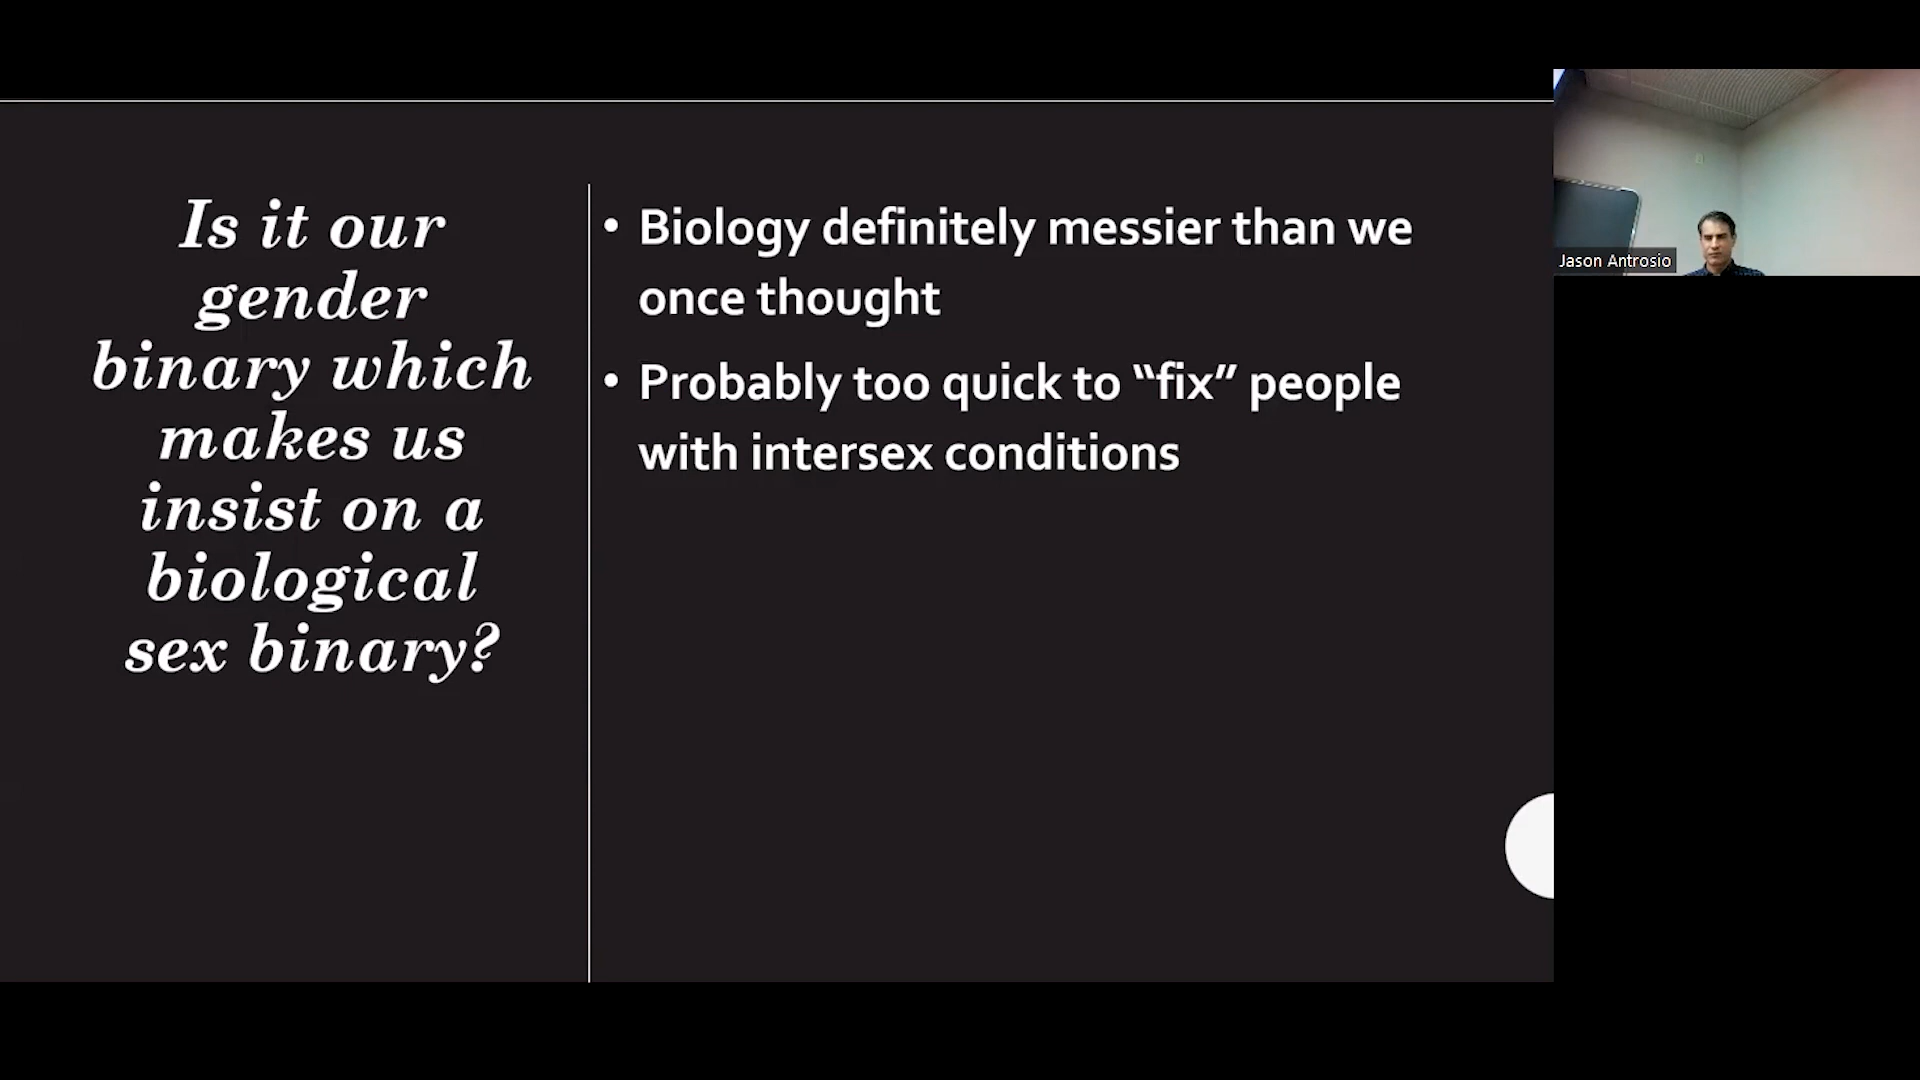 Is it our
gender
binary which
makes us
insist on a
biological
sex binary?
• Biology definitely messier than we
once thought
• Probably too quick to “fix” people
with intersex conditions
Jason Antrosio